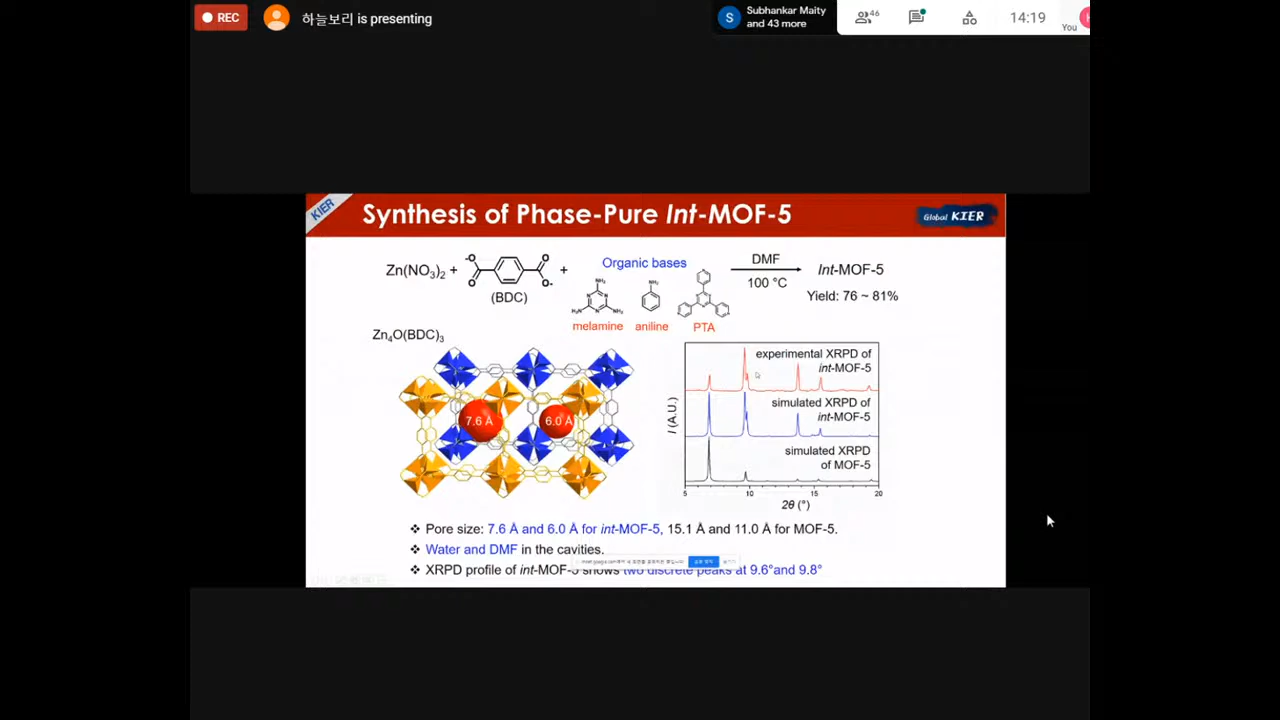 REC
하늘보리 is presenting
S
Subhankar Maity
and 43 more
46
14:19
You
KIER
Synthesis of Phase-Pure Int-MOF-5
Global KIER
Zn(NO₃)₂ +
-O
O
O
O-
(BDC)
+
Organic bases
NH₂
N
N
N
H₂N
NH₂
melamine
NH₂
aniline
PTA
DMF
100 °C
Int-MOF-5
Yield: 76 ~ 81%
Zn₄O(BDC)₃
7.6 Å
6.0 Å
experimental XRPD of
int-MOF-5
simulated XRPD of
int-MOF-5
simulated XRPD
of MOF-5
I (A.U.)
5
10
15
20
2θ (°)
❖ Pore size: 7.6 Å and 6.0 Å for int-MOF-5, 15.1 Å and 11.0 Å for MOF-5.
❖ Water and DMF in the cavities.
❖ XRPD profile of int-MOF-5 shows two discrete peaks at 9.6°and 9.8°